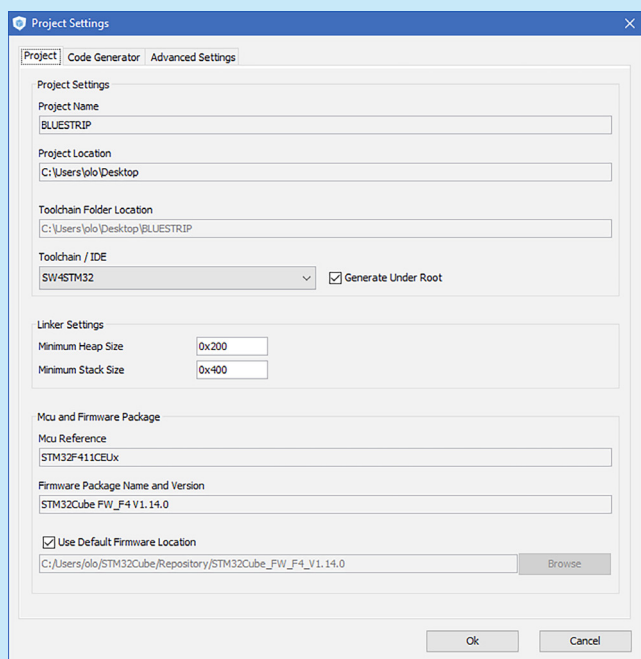 Project Settings
Project Code Generator Advanced Settings
Project Settings
Project Name
BLUESTRIP
Project Location
C:\Users\olo\Desktop
Toolchain Folder Location
C:\Users\olo\Desktop\BLUESTRIP
Toolchain / IDE
SW4STM32 Generate Under Root
Linker Settings
Minimum Heap Size 0x200
Minimum Stack Size 0x400
Mcu and Firmware Package
Mcu Reference
STM32F411CEUx
Firmware Package Name and Version
STM32Cube FW_F4 V1.14.0
Use Default Firmware Location
C:/Users/olo/STM32Cube/Repository/STM32Cube_FW_F4_V1.14.0 Browse
Ok Cancel